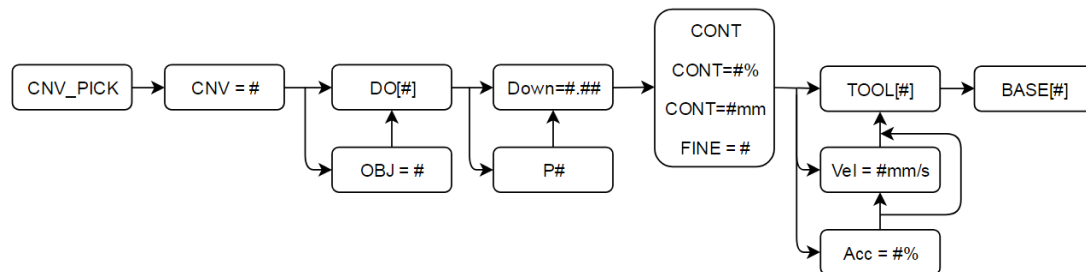 CNV_PICK
CNV = #
DO[#]
OBJ = #
Down=#.##
P#
CONT
CONT=#%
CONT=#mm
FINE = #
TOOL[#]
Vel = #mm/s
Acc = #%
BASE[#]